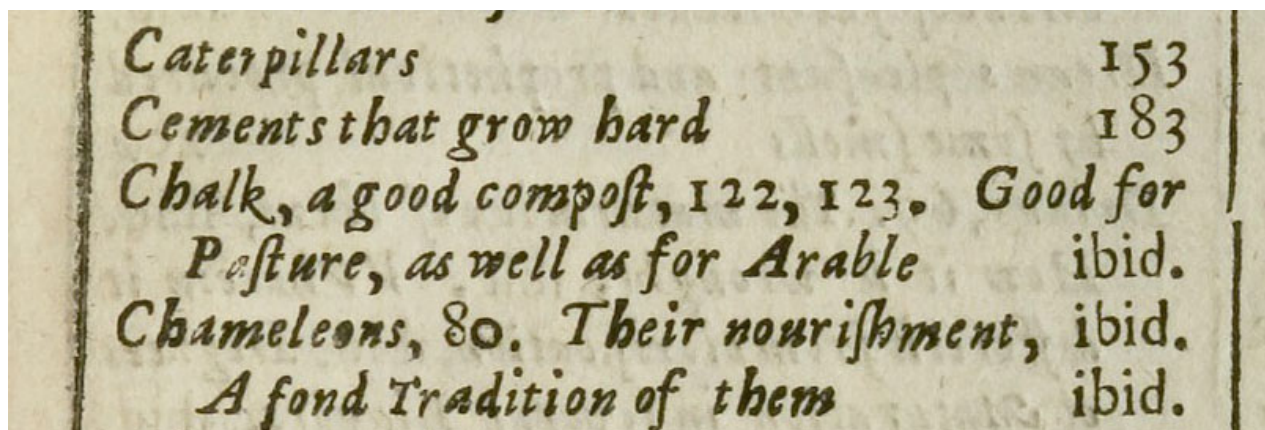 Caterpillars 153
Cements that grow hard 183
Chalk, a good compoſt, 122, 123. Good for
Paſture, as well as for Arable ibid.
Chameleons, 80. Their nouriſhment, ibid.
A fond Tradition of them ibid.